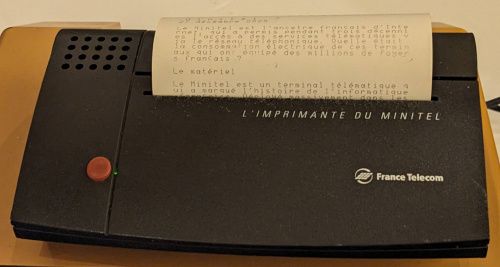 Le Minitel est l'ancêtre français d'Inte
rnet, qui a permis pendant trois décenni
es l'accès à des services télématiques v
ia le réseau téléphonique. Quelle était
la consommation électrique de ces termin
aux qui ont équipé des millions de foyer
s français ?
Le matériel
Le Minitel est un terminal télématique q
ui a marqué l'histoire de l'informatique
L'IMPRIMANTE DU MINITEL
France Telecom